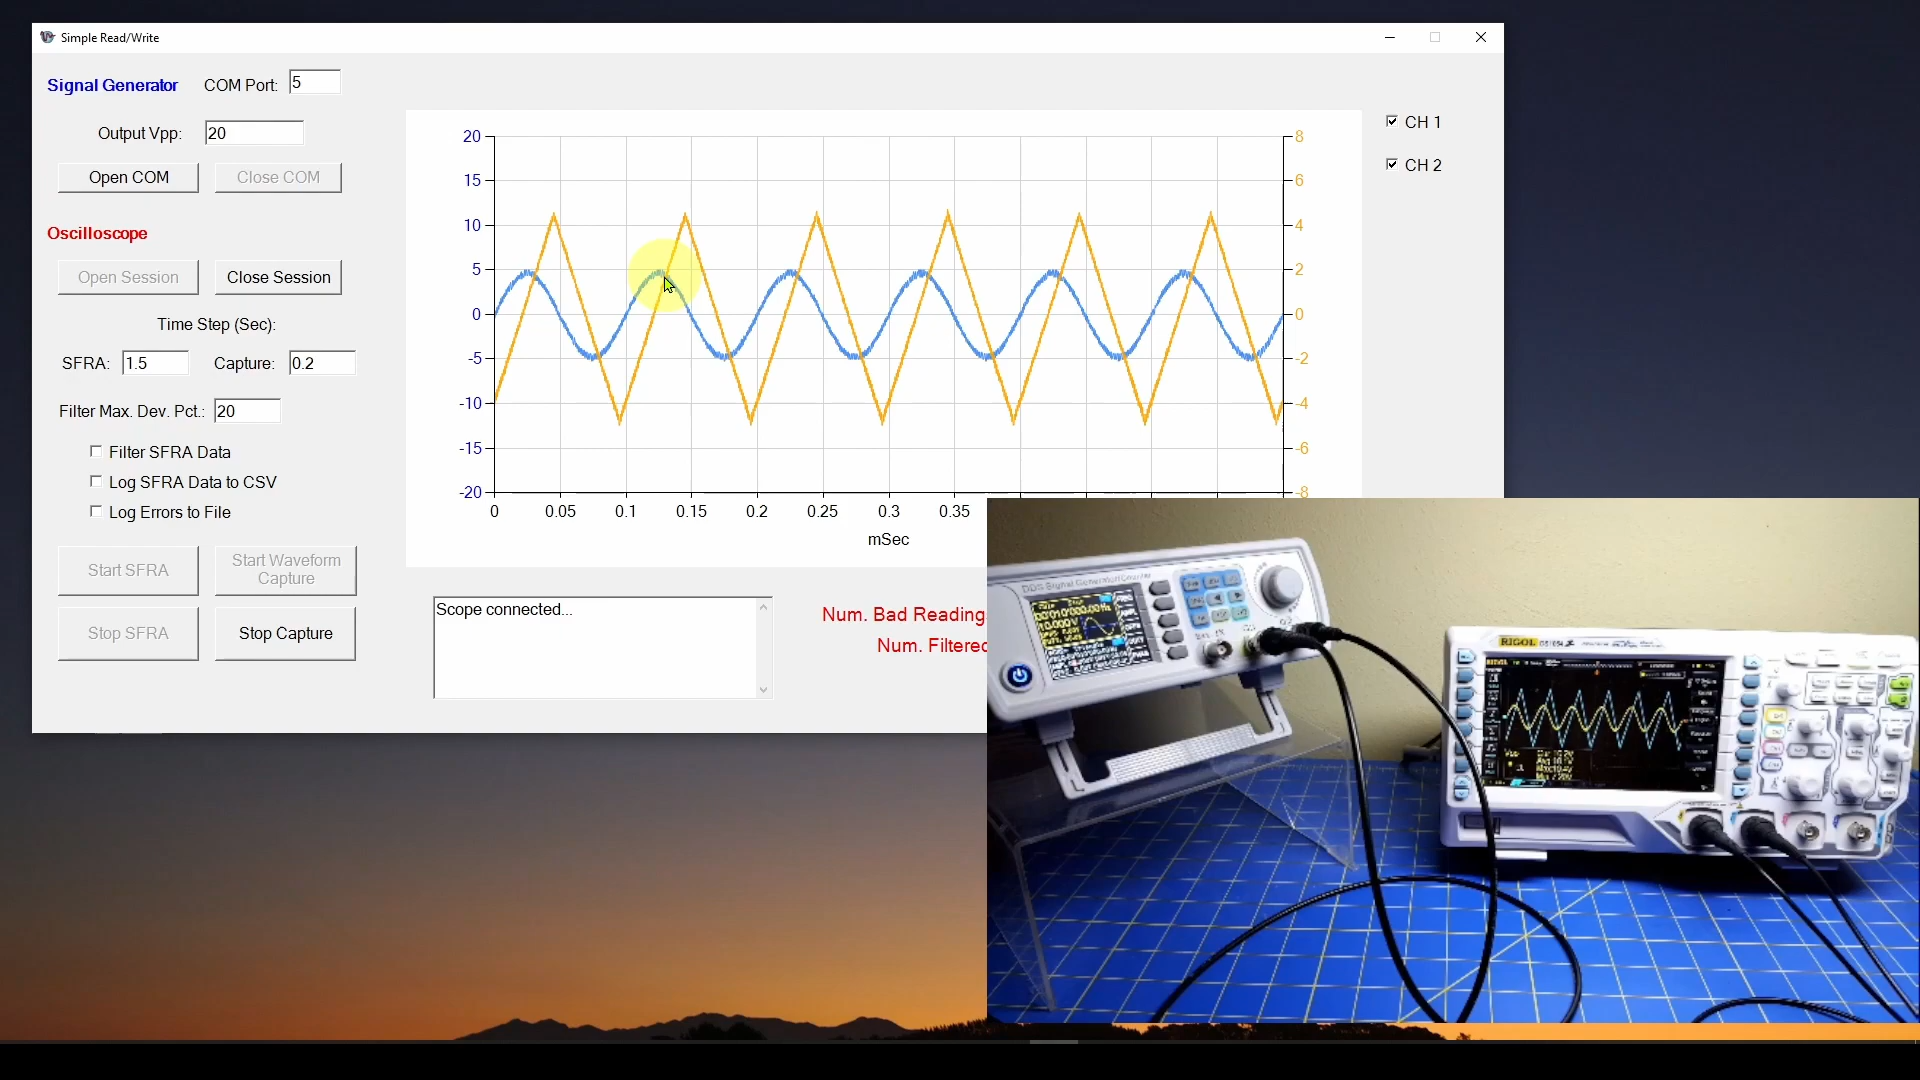 Simple Read/Write
Signal Generator COM Port: 5
Output Vpp: 20
Open COM Close COM
Oscilloscope
Open Session Close Session
Time Step (Sec):
SFRA: 1.5 Capture: 0.2
Filter Max. Dev. Pct.: 20
Filter SFRA Data
Log SFRA Data to CSV
Log Errors to File
Start SFRA Start Waveform
Capture
Stop SFRA Stop Capture
20
15
10
5
0
-5
-10
-15
-20
8
6
4
2
0
-2
-4
-6
-8
0 0.05 0.1 0.15 0.2 0.25 0.3 0.35
mSec
CH 1
CH 2
Scope connected...
Num. Bad Reading
Num. Filtered
DDS Signal Generator/Counter
RIGOL